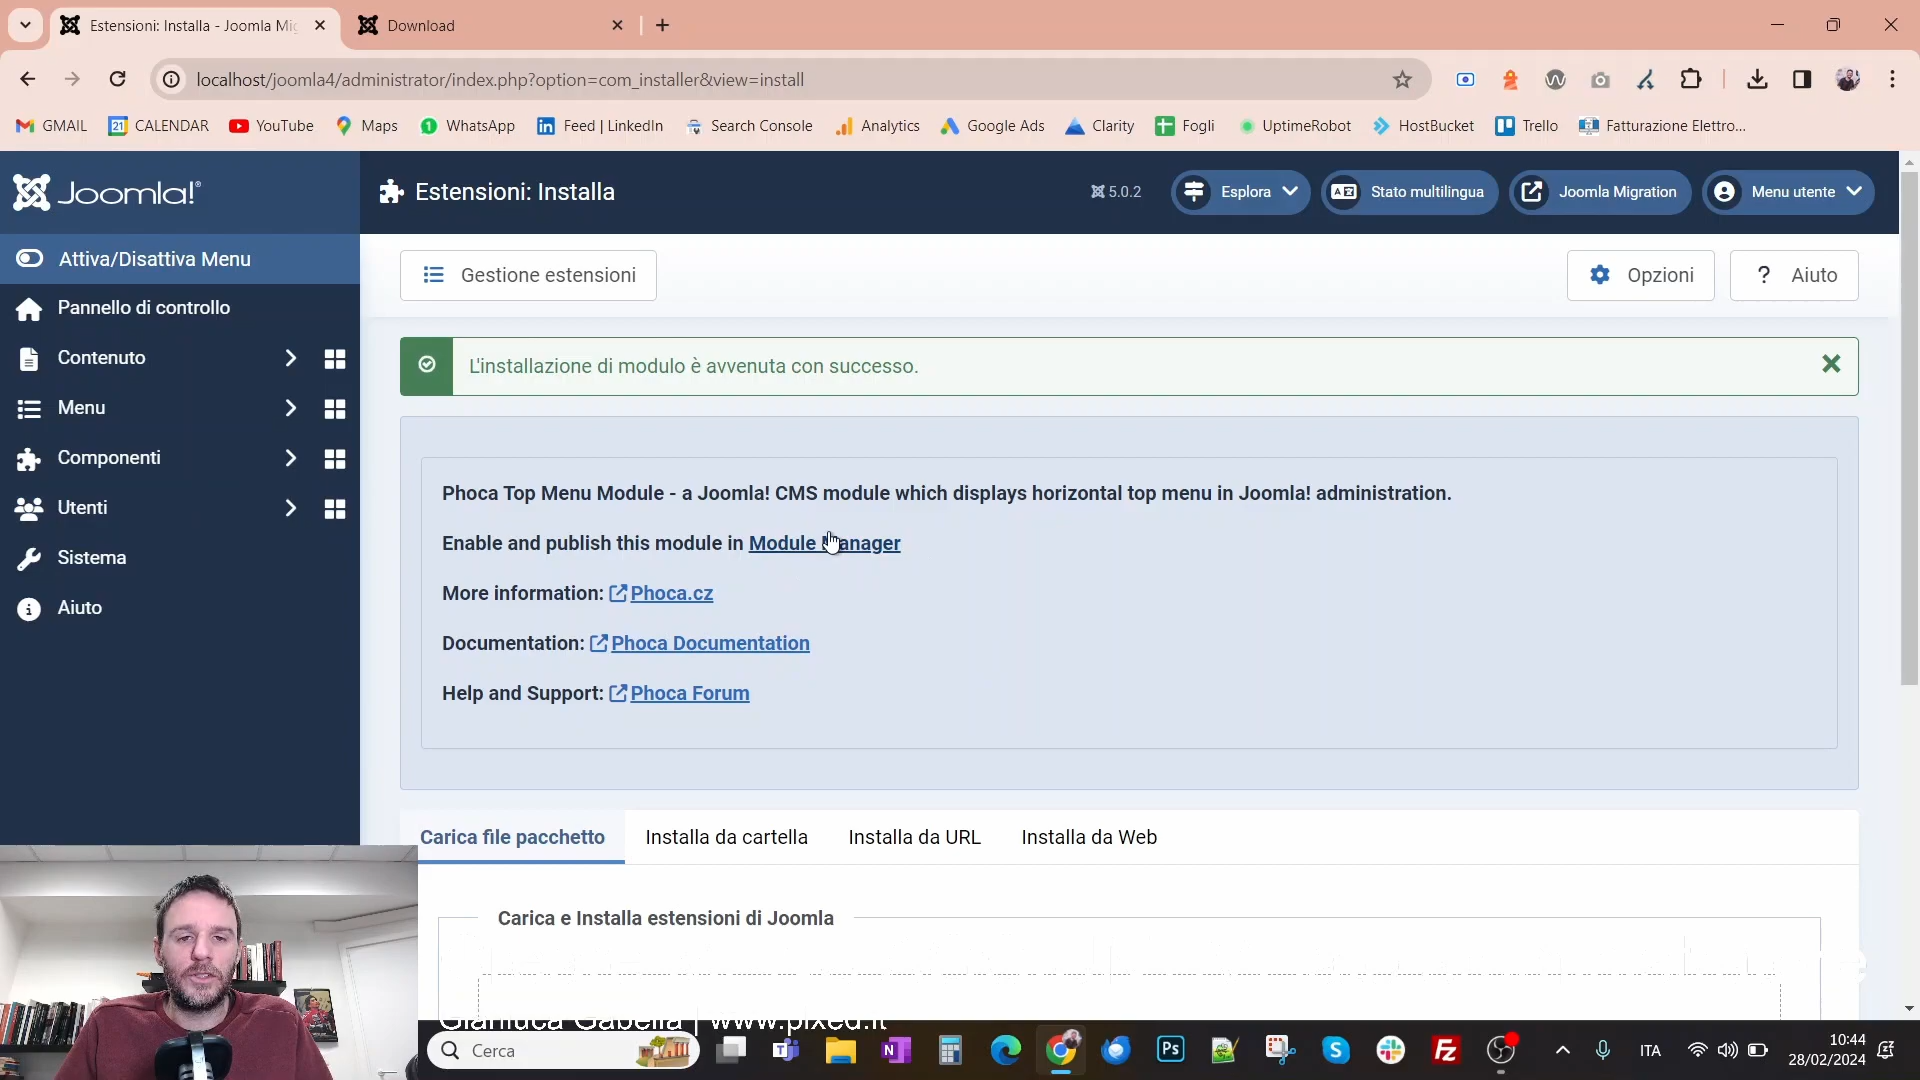 Estensioni: Installa - Joomla Mig
Download
localhost/joomla4/administrator/index.php?option=com_installer&view=install
GMAIL
CALENDAR
YouTube
Maps
WhatsApp
Feed | LinkedIn
Search Console
Analytics
Google Ads
Clarity
Fogli
UptimeRobot
HostBucket
Trello
Fatturazione Elettro...
Joomla!
Estensioni: Installa
5.0.2
Esplora
Stato multilingua
Joomla Migration
Menu utente
Attiva/Disattiva Menu
Pannello di controllo
Contenuto
Menu
Componenti
Utenti
Sistema
Aiuto
Gestione estensioni
Opzioni
? Aiuto
L'installazione di modulo è avvenuta con successo.
Phoca Top Menu Module - a Joomla! CMS module which displays horizontal top menu in Joomla! administration.
Enable and publish this module in Module Manager
More information: Phoca.cz
Documentation: Phoca Documentation
Help and Support: Phoca Forum
Carica file pacchetto
Installa da cartella
Installa da URL
Installa da Web
Carica e Installa estensioni di Joomla
Gianluca Gabella | www.pixed.it
Cerca
ITA
10:44
28/02/2024